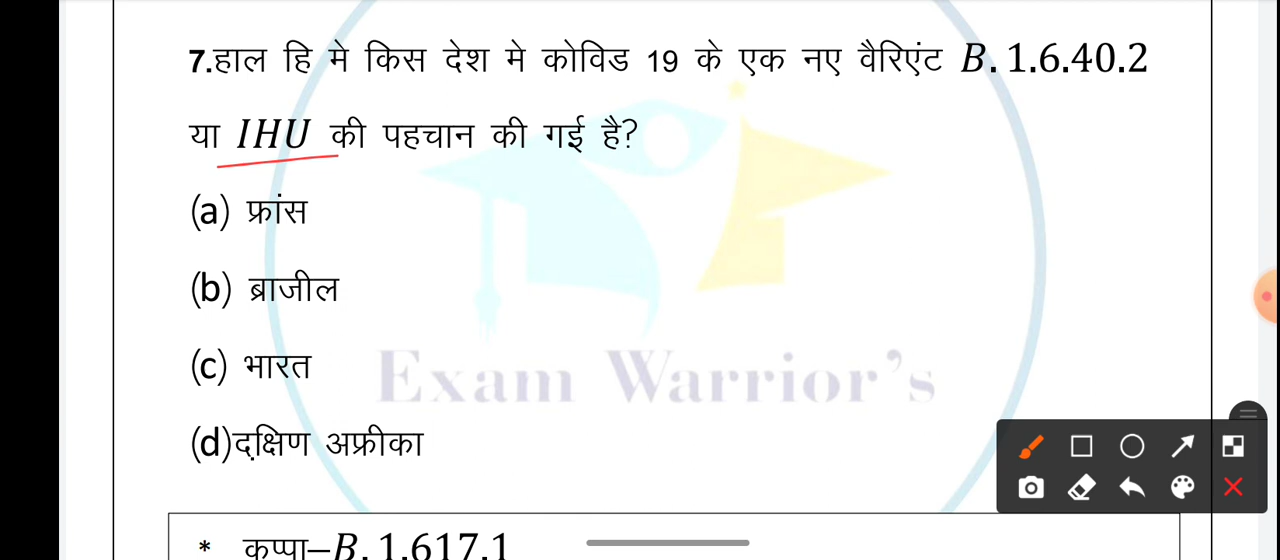 7.हाल हि मे किस देश मे कोविड 19 के एक नए वैरिएंट B. 1.6.40.2
या IHU की पहचान की गई है?
(a) फ्रांस
(b) ब्राजील
(c) भारत
(d)दक्षिण अफ्रीका
Exam Warrior's
* कप्पा–B. 1.617.1